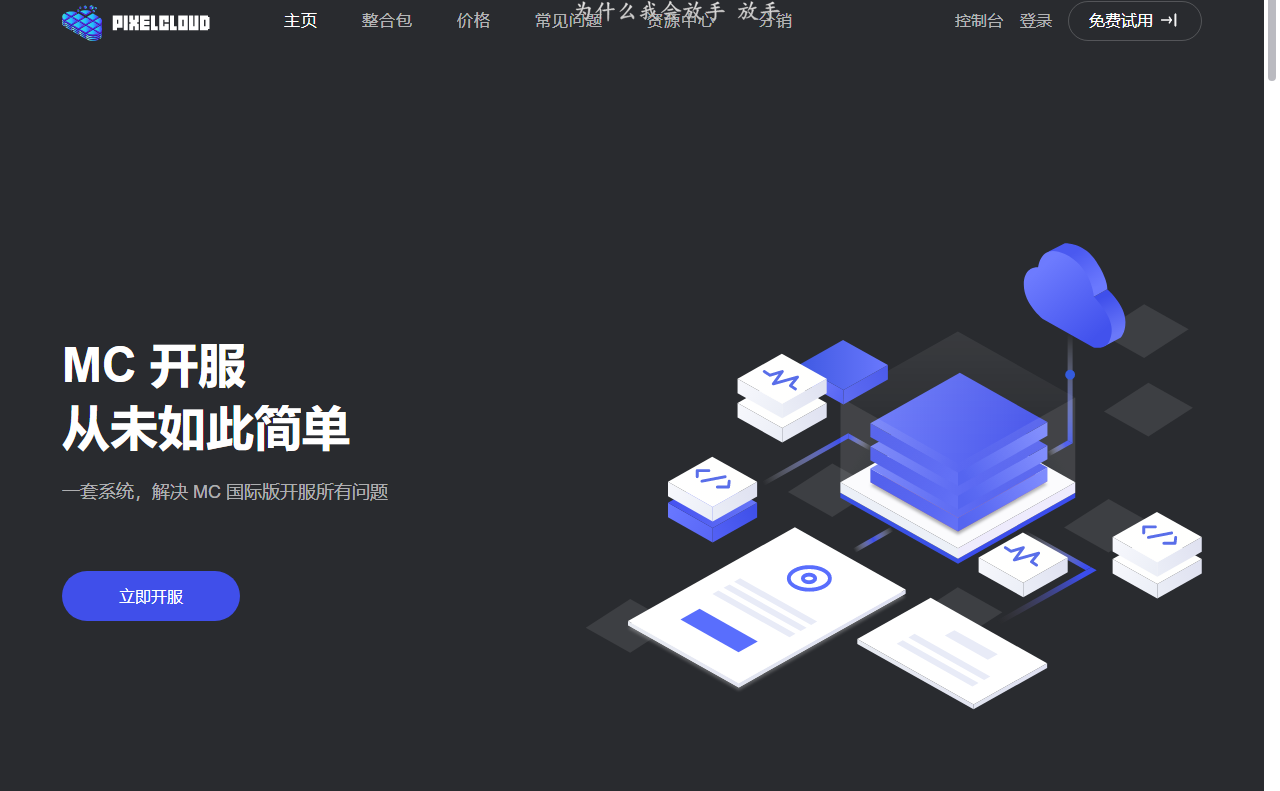 PIXELCLOUD
主页
整合包
价格
常见问题
资源中心
分销
为什么我会放手 放手
控制台
登录
免费试用
MC 开服
从未如此简单
一套系统，解决 MC 国际版开服所有问题
立即开服